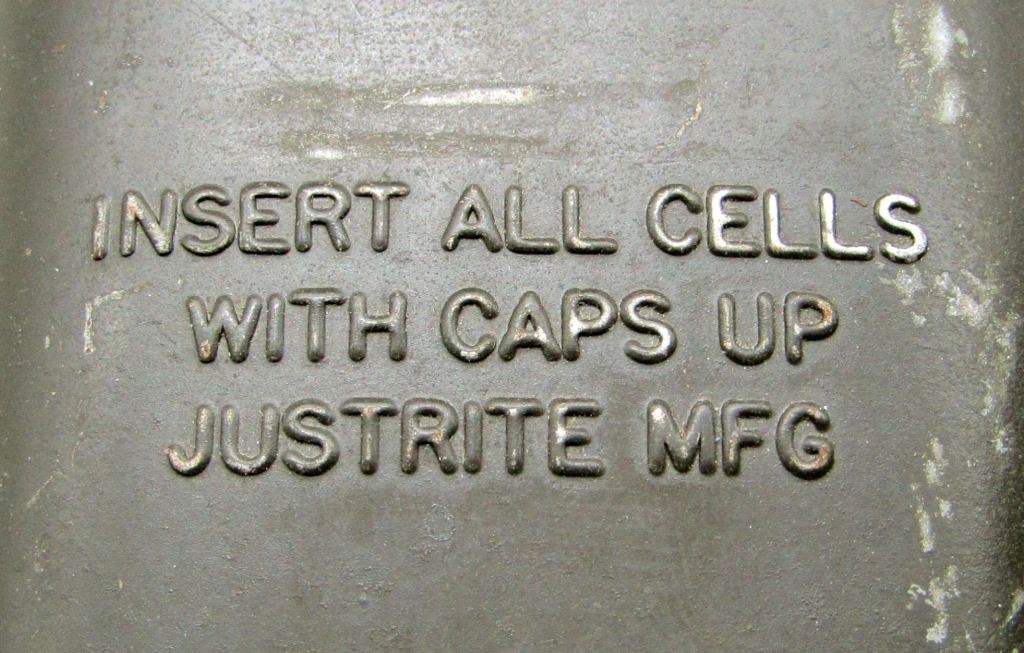 INSERT ALL CELLS
WITH CAPS UP
JUSTRITE MFG